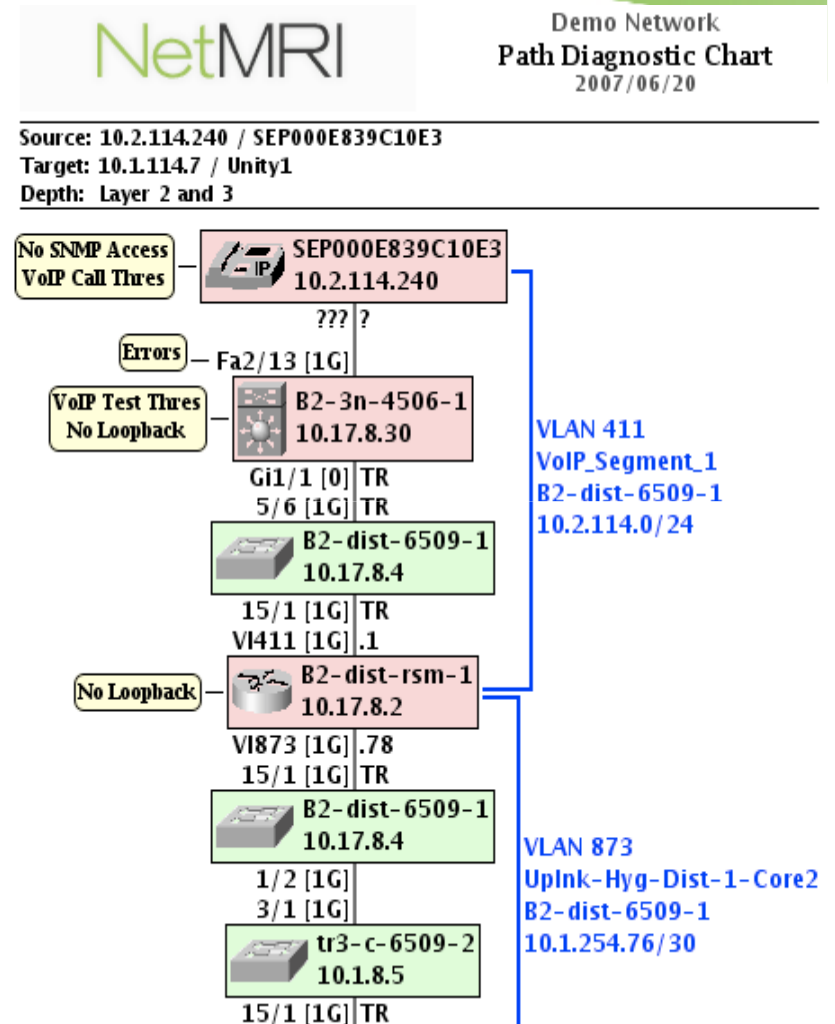 NetMRI
Demo Network
Path Diagnostic Chart
2007/06/20
Source: 10.2.114.240 / SEP000E839C10E3
Target: 10.1.114.7 / Unity1
Depth: Layer 2 and 3
No SNMP Access
VoIP Call Thres
IP
SEP000E839C10E3
10.2.114.240
??? ?
Errors
Fa2/13 [1G]
VoIP Test Thres
No Loopback
B2-3n-4506-1
10.17.8.30
VLAN 411
VoIP_Segment_1
B2-dist-6509-1
10.2.114.0/24
Gi1/1 [0] TR
5/6 [1G] TR
B2-dist-6509-1
10.17.8.4
15/1 [1G] TR
Vl411 [1G] .1
No Loopback
B2-dist-rsm-1
10.17.8.2
Vl873 [1G] .78
15/1 [1G] TR
B2-dist-6509-1
10.17.8.4
VLAN 873
Uplnk-Hyg-Dist-1-Core2
B2-dist-6509-1
10.1.254.76/30
1/2 [1G]
3/1 [1G]
tr3-c-6509-2
10.1.8.5
15/1 [1G] TR